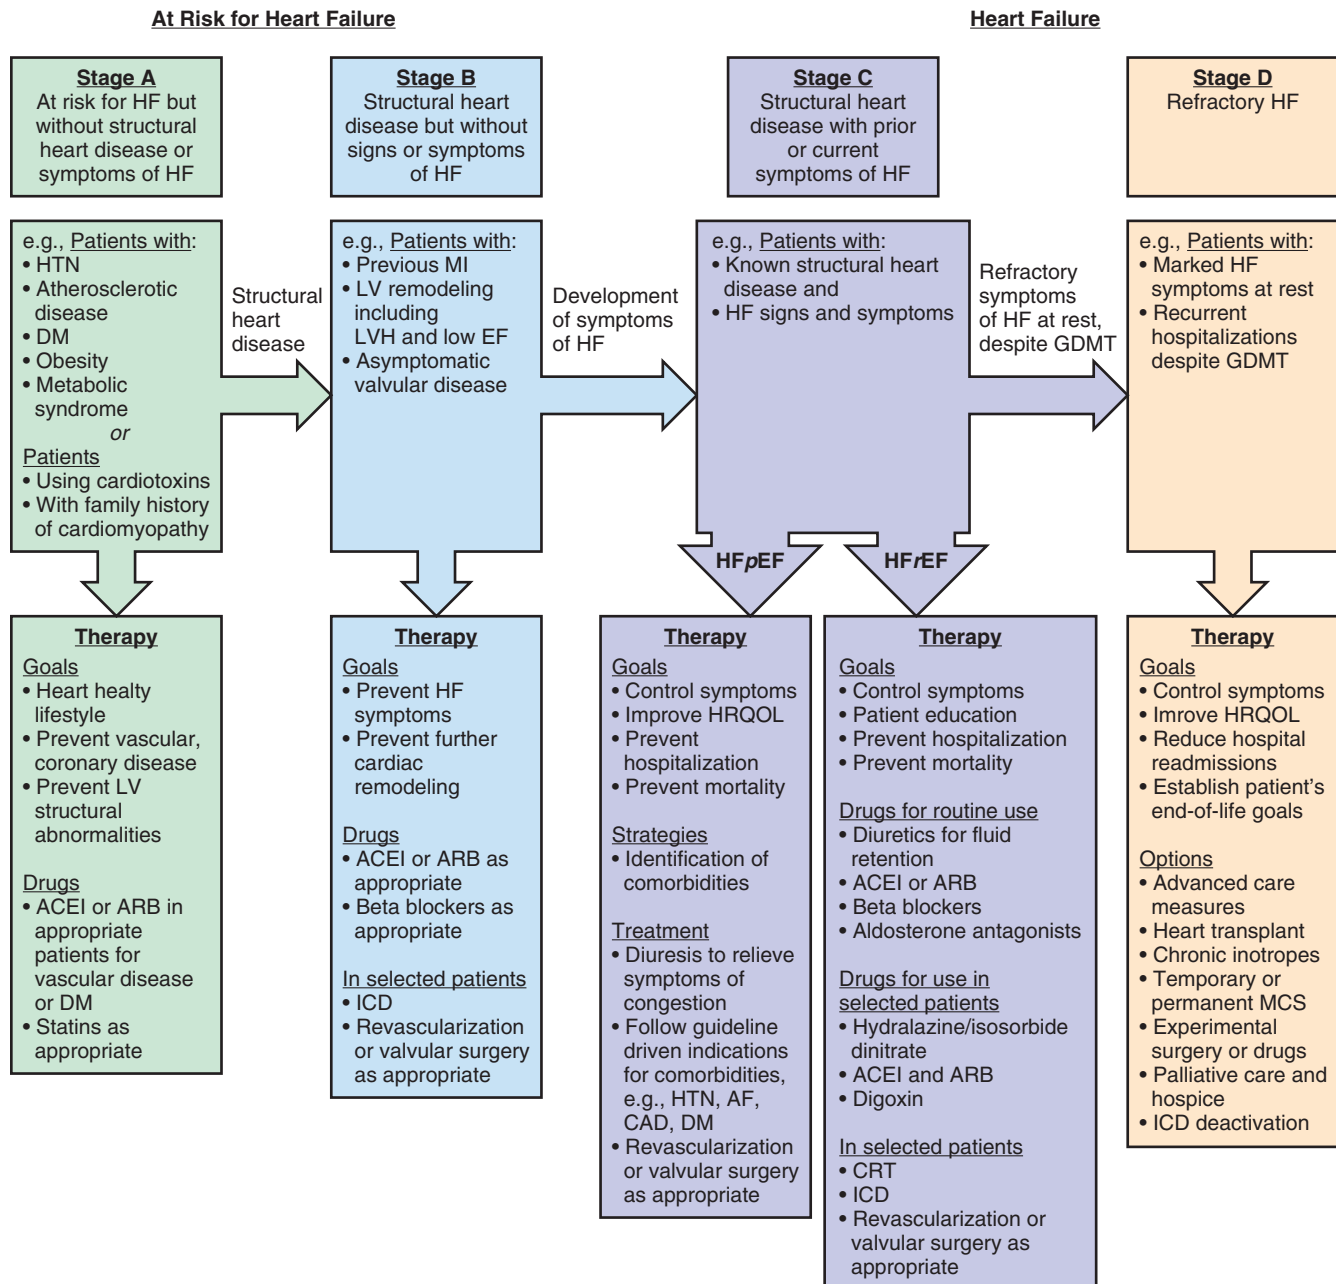 At Risk for Heart Failure
Heart Failure
Stage A
At risk for HF but
without structural
heart disease or
symptoms of HF
Stage B
Structural heart
disease but without
signs or symptoms
of HF
Stage C
Structural heart
disease with prior
or current
symptoms of HF
Stage D
Refractory HF
e.g., Patients with:
• HTN
• Atherosclerotic
disease
• DM
• Obesity
• Metabolic
syndrome
or
Patients
• Using cardiotoxins
• With family history
of cardiomyopathy
Structural
heart
disease
e.g., Patients with:
• Previous MI
• LV remodeling
including
LVH and low EF
• Asymptomatic
valvular disease
Development
of symptoms
of HF
e.g., Patients with:
• Known structural heart
disease and
• HF signs and symptoms
Refractory
symptoms
of HF at rest,
despite GDMT
e.g., Patients with:
• Marked HF
symptoms at rest
• Recurrent
hospitalizations
despite GDMT
HFpEF
HFrEF
Therapy
Goals
• Heart healty
lifestyle
• Prevent vascular,
coronary disease
• Prevent LV
structural
abnormalities
Drugs
• ACEI or ARB in
appropriate
patients for
vascular disease
or DM
• Statins as
appropriate
Therapy
Goals
• Prevent HF
symptoms
• Prevent further
cardiac
remodeling
Drugs
• ACEI or ARB as
appropriate
• Beta blockers as
appropriate
In selected patients
• ICD
• Revascularization
or valvular surgery
as appropriate
Therapy
Goals
• Control symptoms
• Improve HRQOL
• Prevent
hospitalization
• Prevent mortality
Strategies
• Identification of
comorbidities
Treatment
• Diuresis to relieve
symptoms of
congestion
• Follow guideline
driven indications
for comorbidities,
e.g., HTN, AF,
CAD, DM
• Revascularization
or valvular surgery
as appropriate
Therapy
Goals
• Control symptoms
• Patient education
• Prevent hospitalization
• Prevent mortality
Drugs for routine use
• Diuretics for fluid
retention
• ACEI or ARB
• Beta blockers
• Aldosterone antagonists
Drugs for use in
selected patients
• Hydralazine/isosorbide
dinitrate
• ACEI and ARB
• Digoxin
In selected patients
• CRT
• ICD
• Revascularization or
valvular surgery as
appropriate
Therapy
Goals
• Control symptoms
• Imrove HRQOL
• Reduce hospital
readmissions
• Establish patient's
end-of-life goals
Options
• Advanced care
measures
• Heart transplant
• Chronic inotropes
• Temporary or
permanent MCS
• Experimental
surgery or drugs
• Palliative care and
hospice
• ICD deactivation